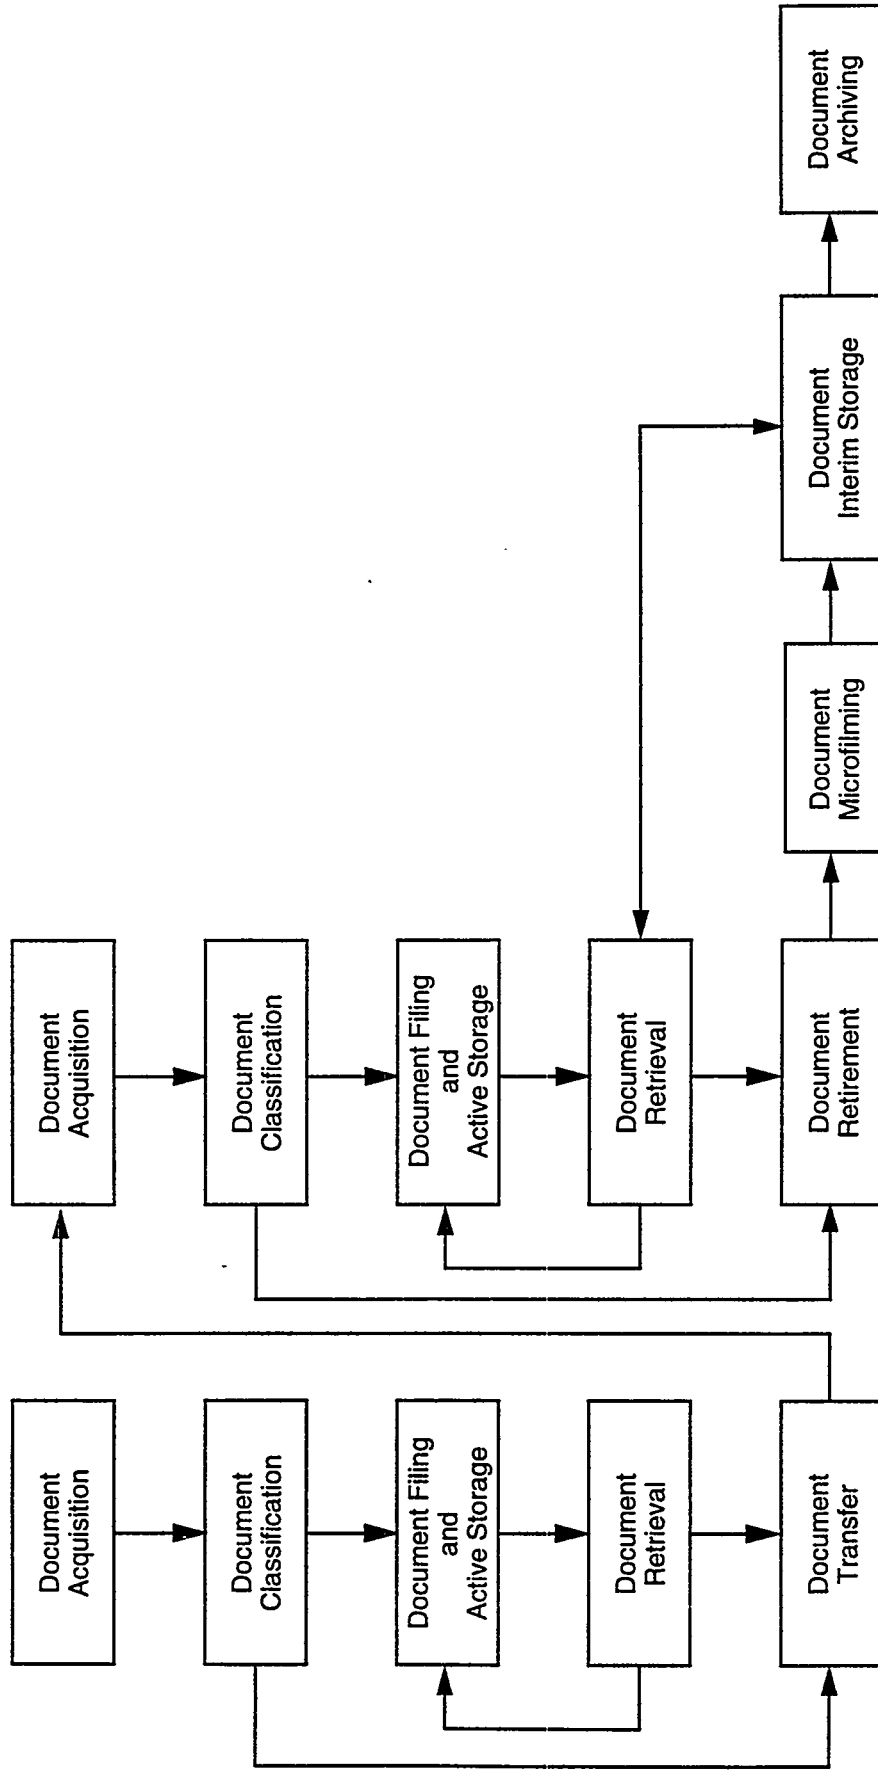 Document
Acquisition
Document
Classification
Document Filing
and
Active Storage
Document
Retrieval
Document
Transfer
Document
Acquisition
Document
Classification
Document Filing
and
Active Storage
Document
Retrieval
Document
Retirement
Document
Microfilming
Document
Interim Storage
Document
Archiving